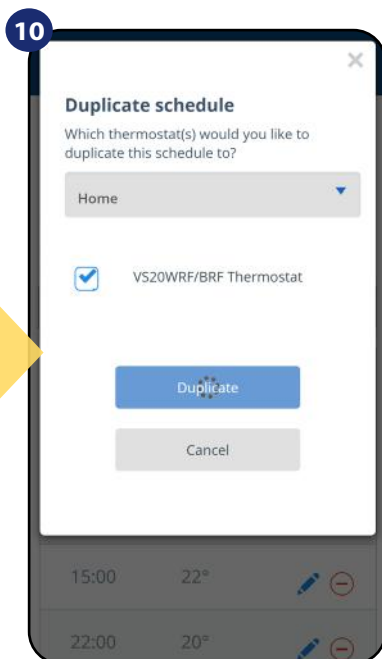 10
Duplicate schedule
Which thermostat(s) would you like to
duplicate this schedule to?
Home
VS20WRF/BRF Thermostat
Duplicate
Cancel
15:00 22°
22:00 20°